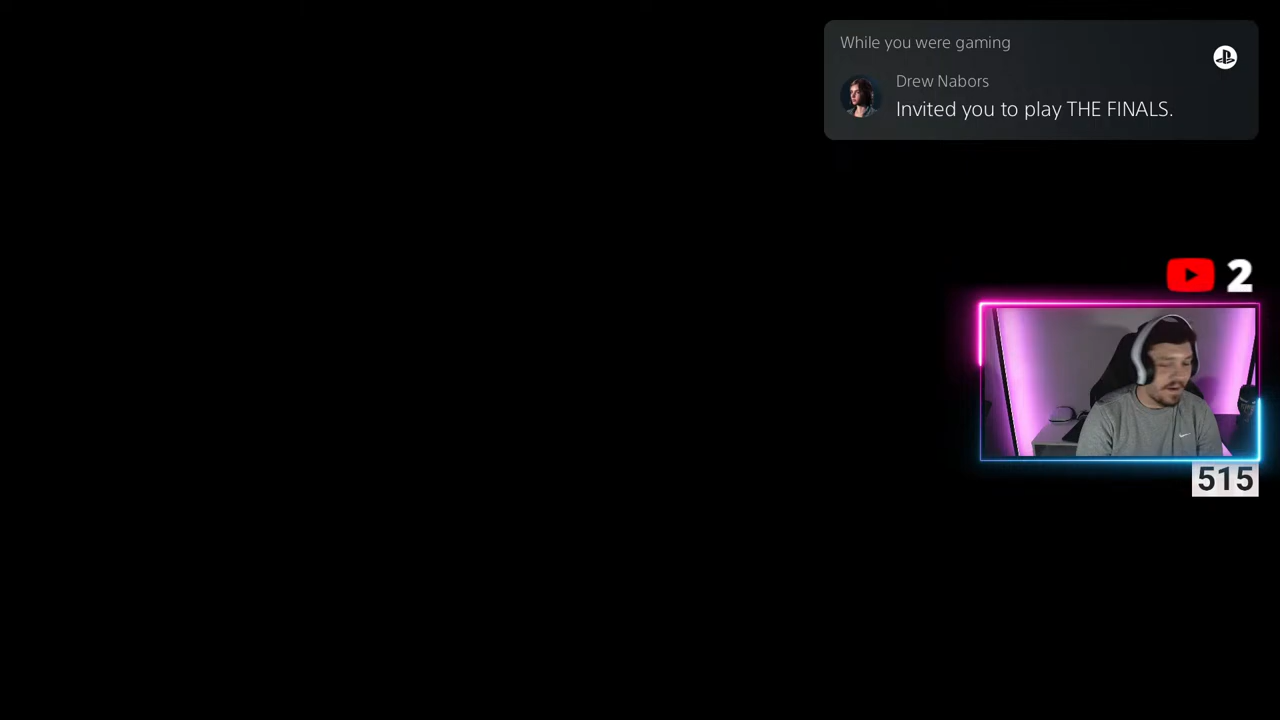 While you were gaming
Drew Nabors
Invited you to play THE FINALS.
2
515